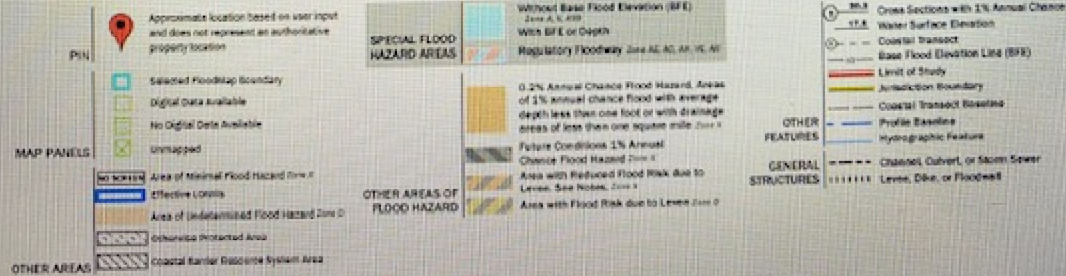 PIN
Approximate location based on user input
and does not represent an authoritative
property location
MAP PANELS
Selected FloodMap Boundary
Digital Data Available
No Digital Data Available
Unmapped
OTHER AREAS
NO SCREEN Area of Minimal Flood Hazard Zone X
Effective LOMRs
Area of Undetermined Flood Hazard Zone D
Otherwise Protected Area
Coastal Barrier Resource System Area
SPECIAL FLOOD
HAZARD AREAS
Without Base Flood Elevation (BFE)
Zone A, V, A99
With BFE or Depth
Regulatory Floodway Zone AE, AO, AH, VE, AR
OTHER AREAS OF
FLOOD HAZARD
0.2% Annual Chance Flood Hazard, Areas
of 1% annual chance flood with average
depth less than one foot or with drainage
areas of less than one square mile Zone X
Future Conditions 1% Annual
Chance Flood Hazard Zone X
Area with Reduced Flood Risk due to
Levee. See Notes. Zone X
Area with Flood Risk due to Levee Zone D
OTHER
FEATURES
Cross Sections with 1% Annual Chance
17.5 Water Surface Elevation
Coastal Transect
Base Flood Elevation Line (BFE)
Limit of Study
Jurisdiction Boundary
Coastal Transect Baseline
Profile Baseline
Hydrographic Feature
GENERAL
STRUCTURES
Channel, Culvert, or Storm Sewer
Levee, Dike, or Floodwall